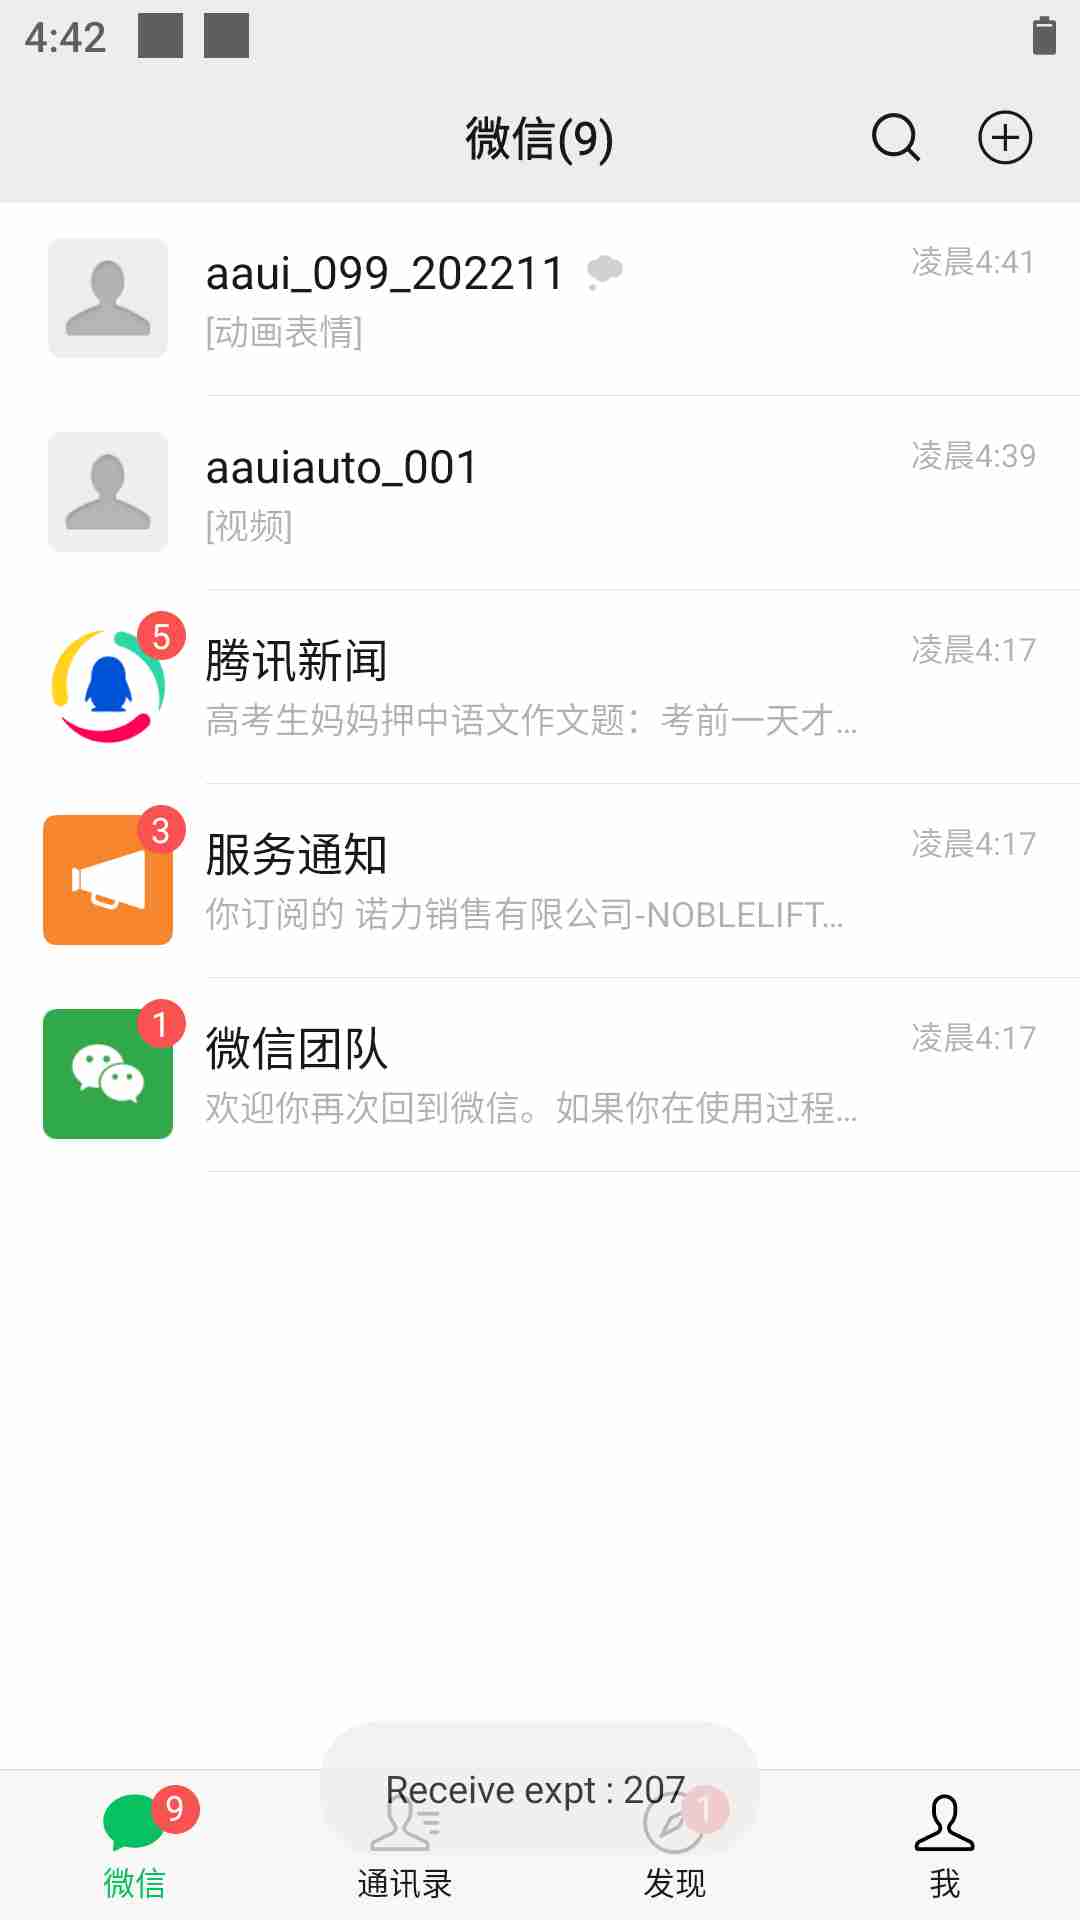 4:42
微信(9)
aaui_099_202211
凌晨4:41
[动画表情]
aauiauto_001
凌晨4:39
[视频]
5
腾讯新闻
凌晨4:17
高考生妈妈押中语文作文题：考前一天才...
3
服务通知
凌晨4:17
你订阅的 诺力销售有限公司-NOBLELIFT...
1
微信团队
凌晨4:17
欢迎你再次回到微信。如果你在使用过程...
Receive expt : 207
9
1
微信
通讯录
发现
我